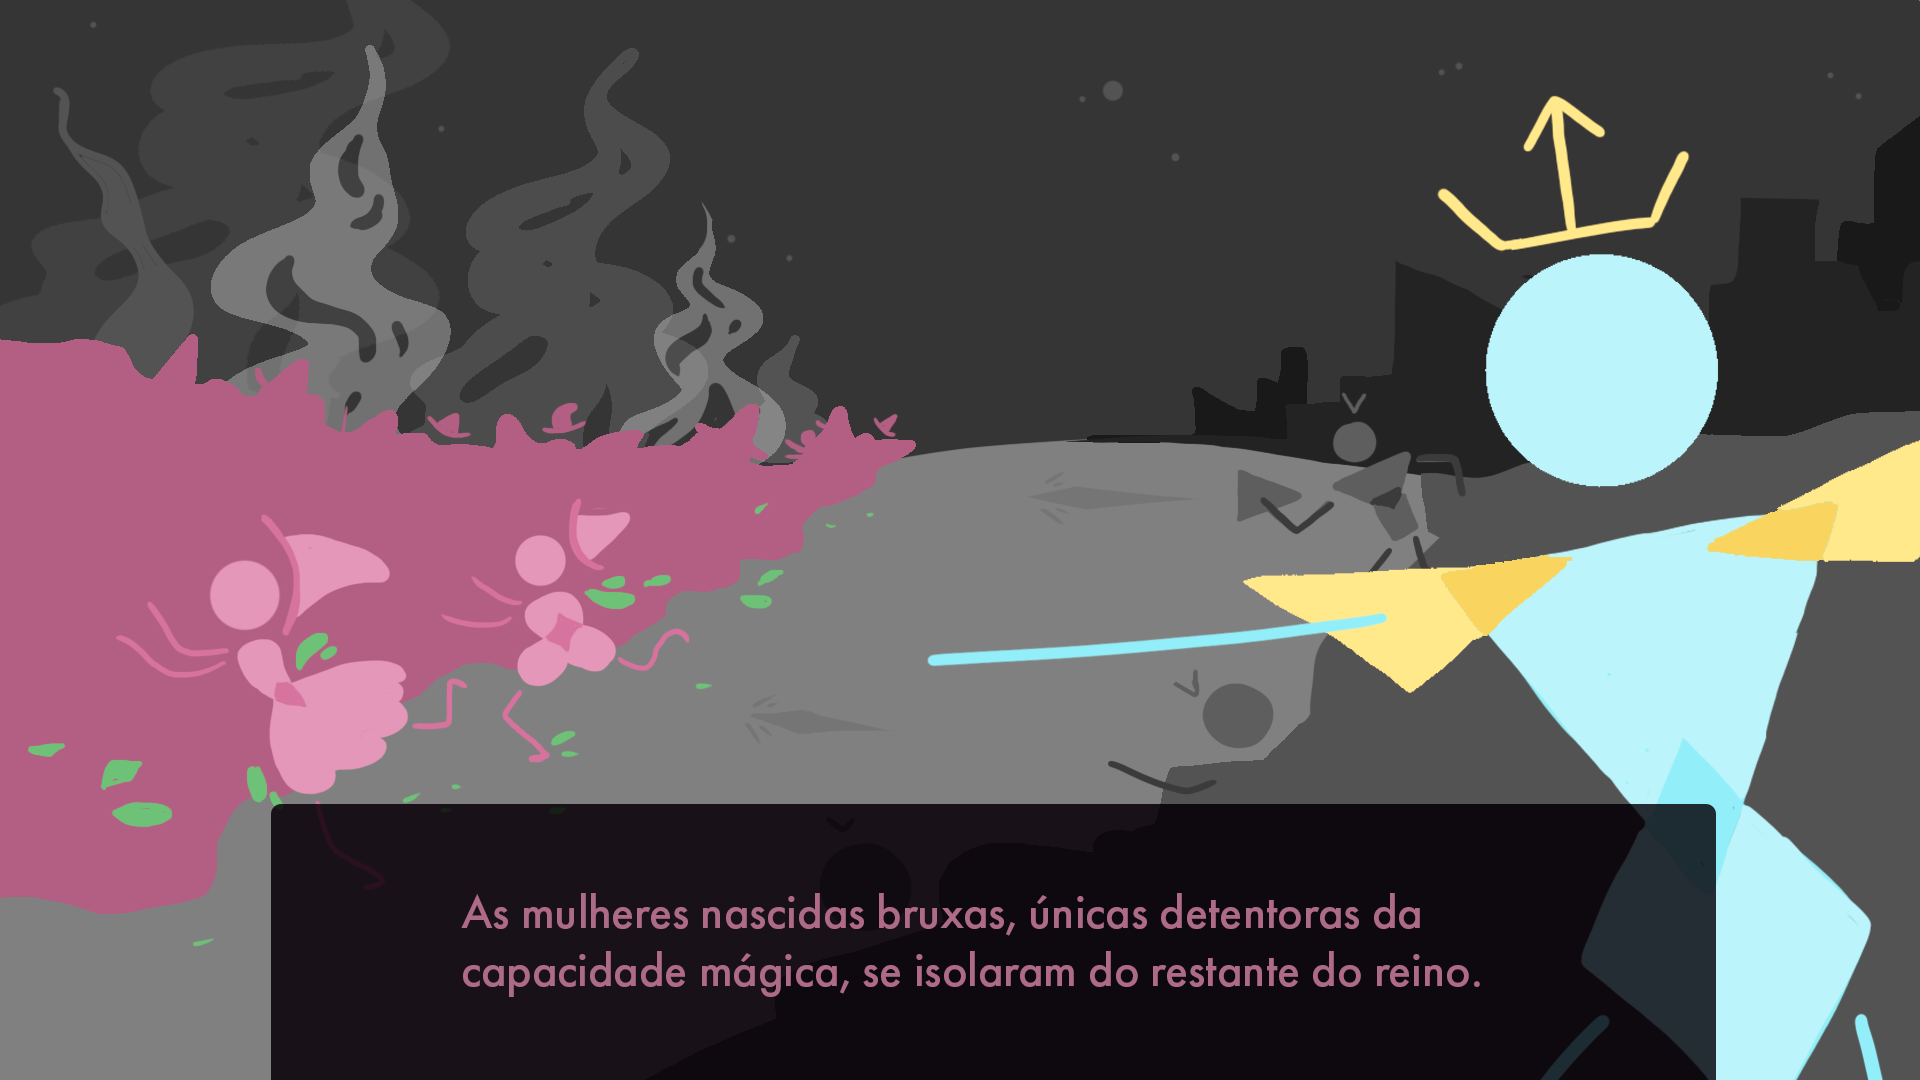 As mulheres nascidas bruxas, únicas detentoras da
capacidade mágica, se isolaram do restante do reino.